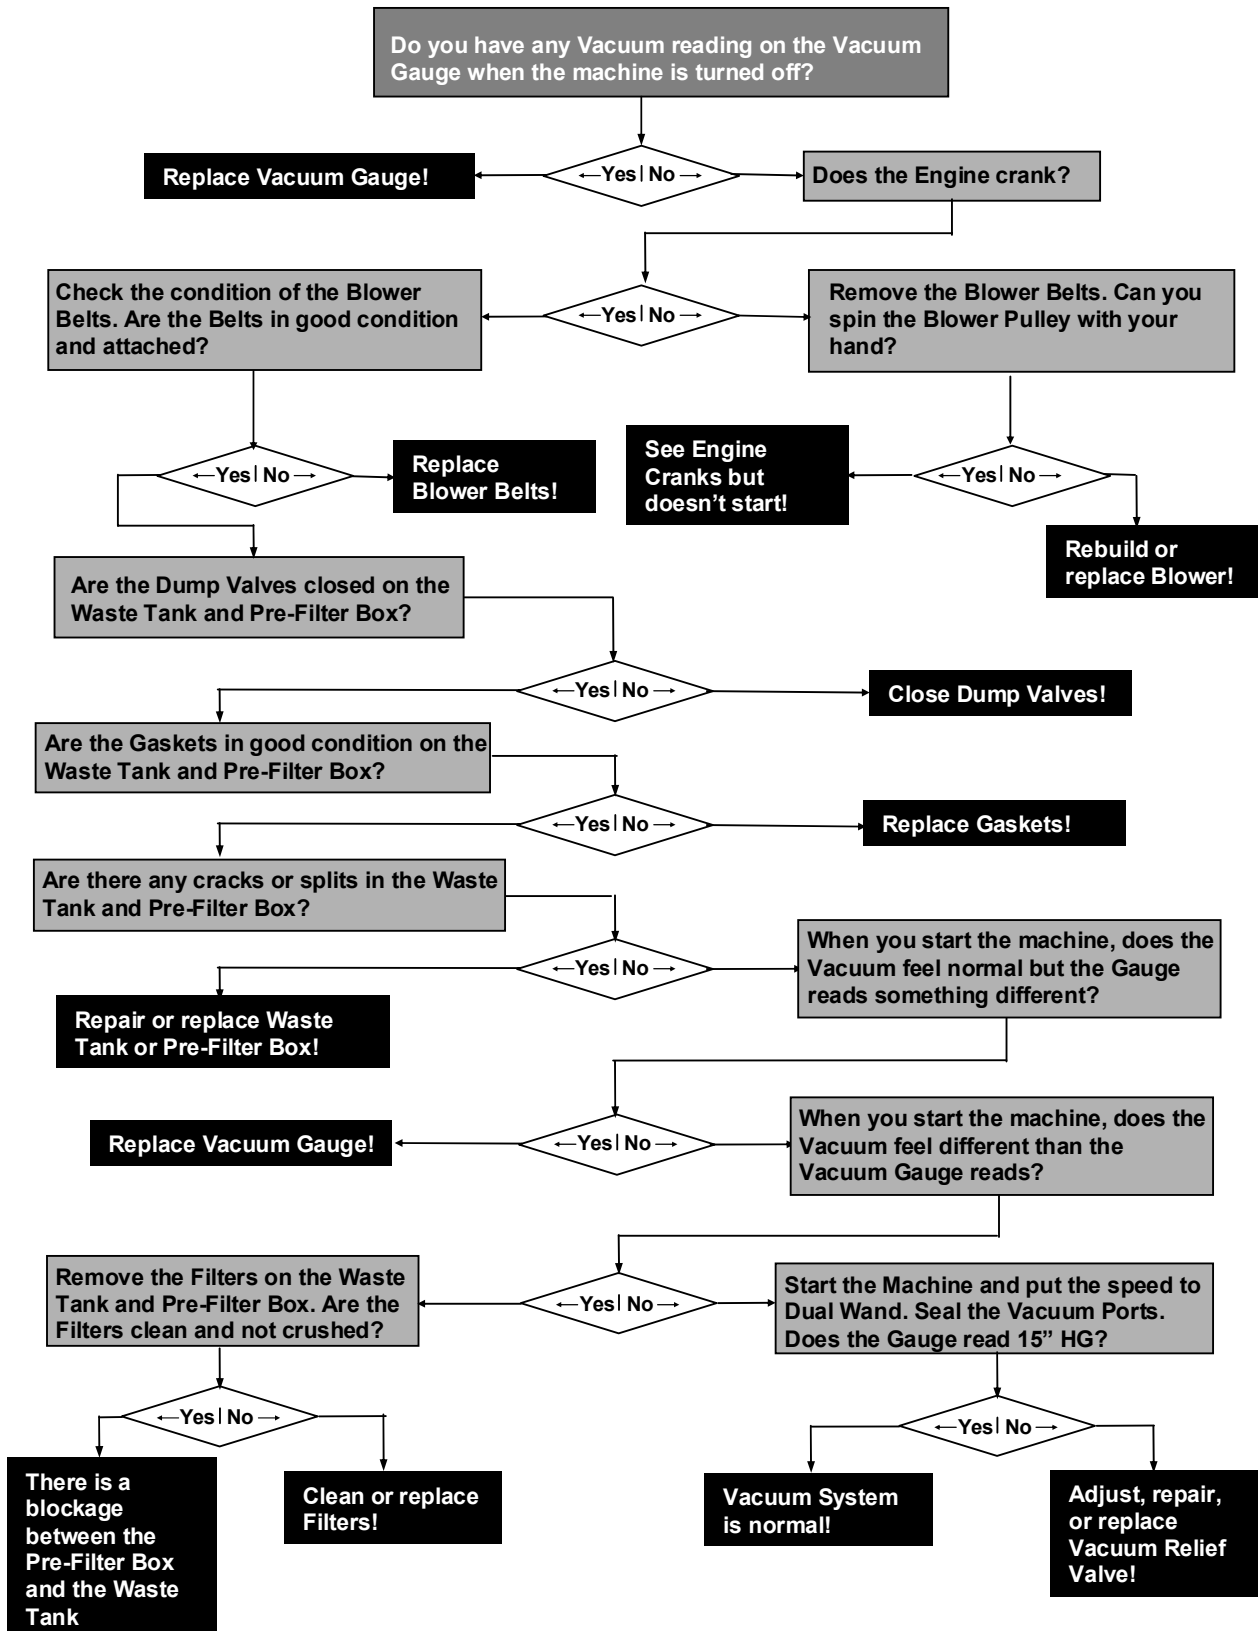 Do you have any Vacuum reading on the Vacuum
Gauge when the machine is turned off?
Replace Vacuum Gauge!
Yes No
Does the Engine crank?
Check the condition of the Blower
Belts. Are the Belts in good condition
and attached?
Yes No
Remove the Blower Belts. Can you
spin the Blower Pulley with your
hand?
Yes No
Replace
Blower Belts!
See Engine
Cranks but
doesn’t start!
Yes No
Rebuild or
replace Blower!
Are the Dump Valves closed on the
Waste Tank and Pre-Filter Box?
Yes No
Close Dump Valves!
Are the Gaskets in good condition on the
Waste Tank and Pre-Filter Box?
Yes No
Replace Gaskets!
Are there any cracks or splits in the Waste
Tank and Pre-Filter Box?
Yes No
When you start the machine, does the
Vacuum feel normal but the Gauge
reads something different?
Repair or replace Waste
Tank or Pre-Filter Box!
Replace Vacuum Gauge!
Yes No
When you start the machine, does the
Vacuum feel different than the
Vacuum Gauge reads?
Remove the Filters on the Waste
Tank and Pre-Filter Box. Are the
Filters clean and not crushed?
Yes No
Start the Machine and put the speed to
Dual Wand. Seal the Vacuum Ports.
Does the Gauge read 15” HG?
Yes No
Yes No
There is a
blockage
between the
Pre-Filter Box
and the Waste
Tank
Clean or replace
Filters!
Vacuum System
is normal!
Adjust, repair,
or replace
Vacuum Relief
Valve!